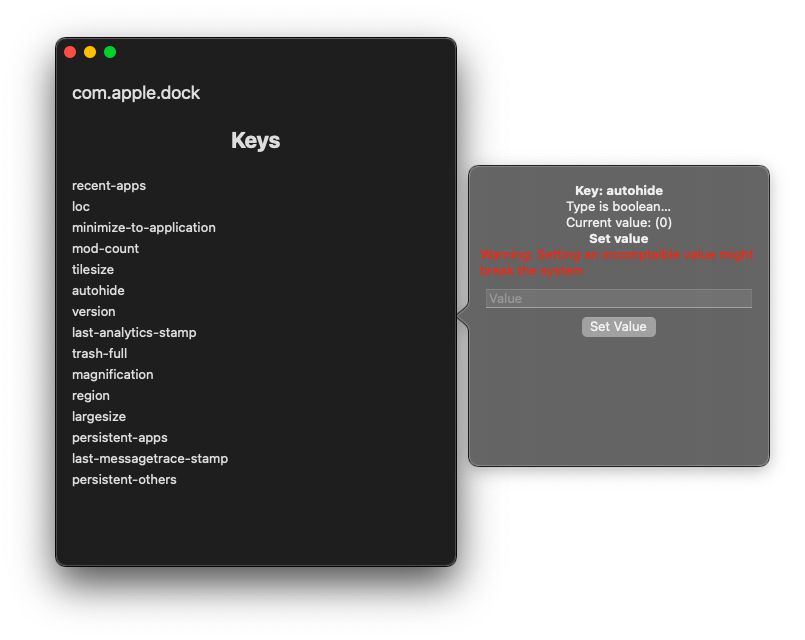 com.apple.dock
Keys
recent-apps
loc
minimize-to-application
mod-count
tilesize
autohide
version
last-analytics-stamp
trash-full
magnification
region
largesize
persistent-apps
last-messagetrace-stamp
persistent-others
Key: autohide
Type is boolean...
Current value: (0)
Set value
Warning: Setting an incomptaible value might
break the system
Value
Set Value